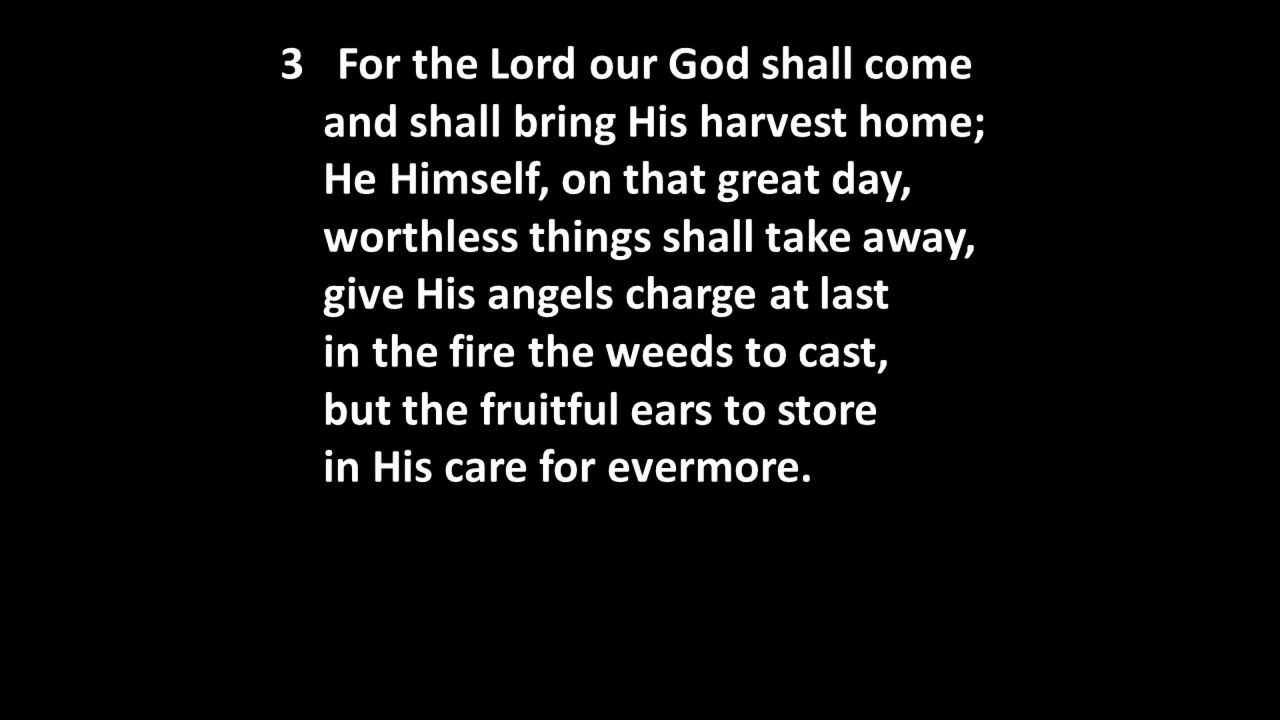 3 For the Lord our God shall come
and shall bring His harvest home;
He Himself, on that great day,
worthless things shall take away,
give His angels charge at last
in the fire the weeds to cast,
but the fruitful ears to store
in His care for evermore.